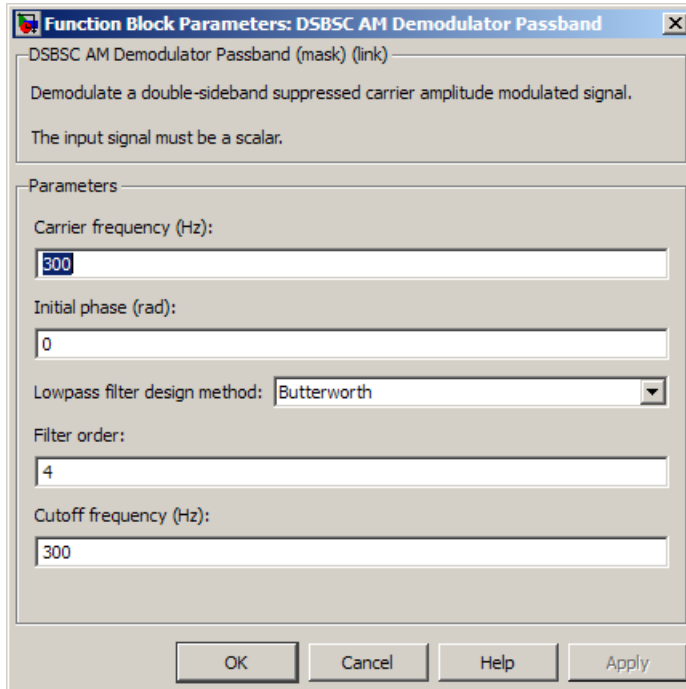 Function Block Parameters: DSBSC AM Demodulator Passband
DSBSC AM Demodulator Passband (mask) (link)
Demodulate a double-sideband suppressed carrier amplitude modulated signal.
The input signal must be a scalar.
Parameters
Carrier frequency (Hz):
300
Initial phase (rad):
0
Lowpass filter design method: Butterworth
Filter order:
4
Cutoff frequency (Hz):
300
OK Cancel Help Apply